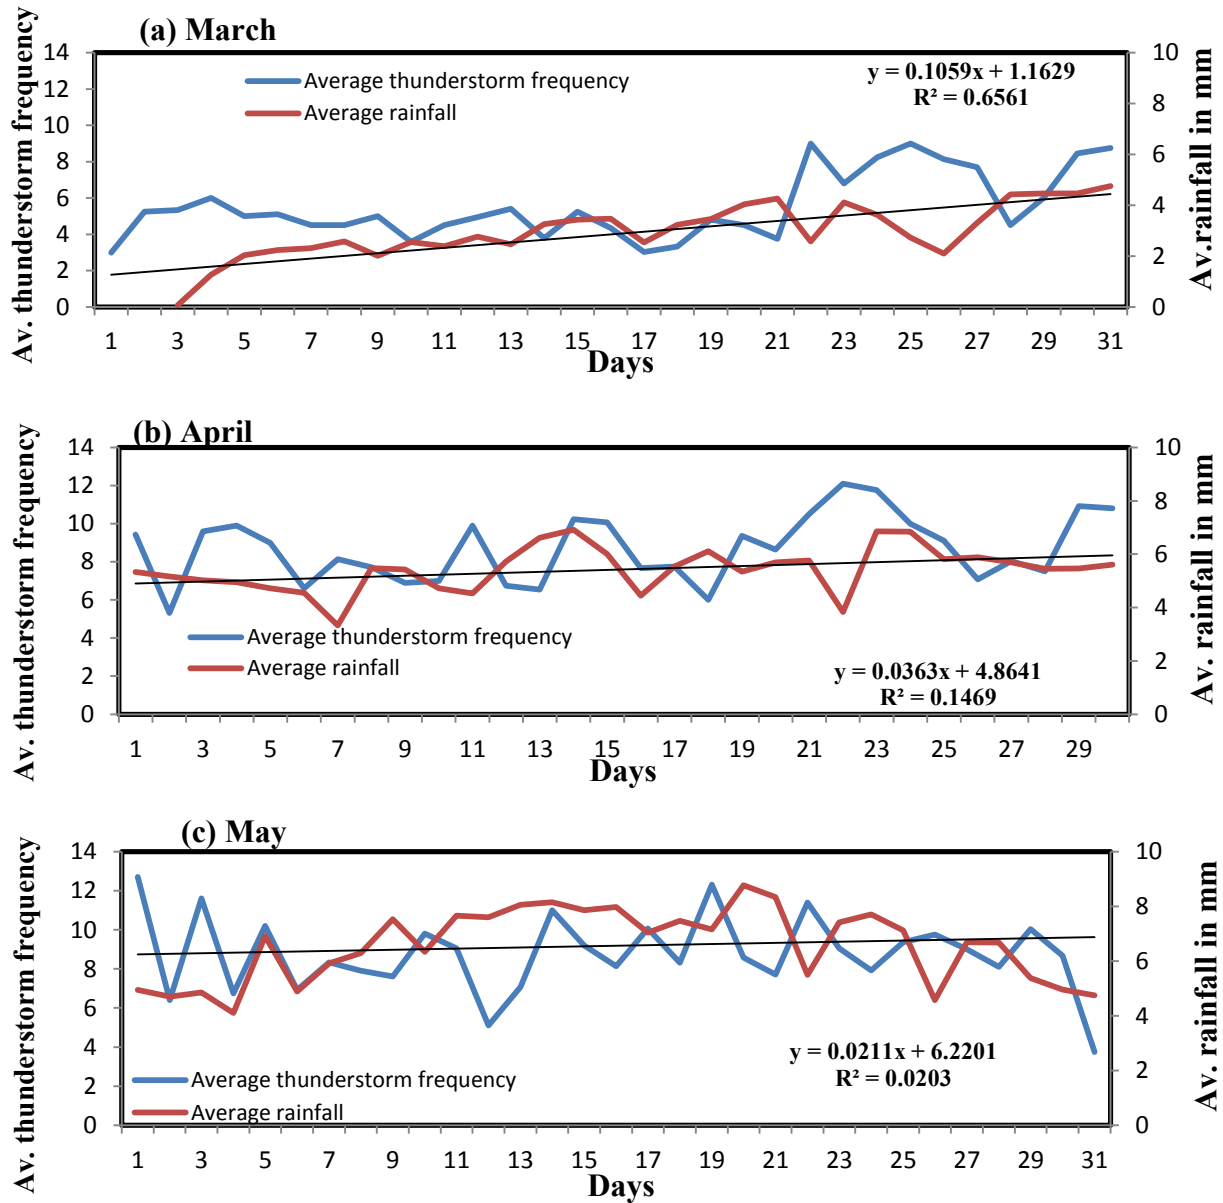 (a) March
Av. thunderstorm frequency
14
12
10
8
6
4
2
0
Average thunderstorm frequency
Average rainfall
y = 0.1059x + 1.1629
R² = 0.6561
10
8
6
4
2
0
Av.rainfall in mm
1 3 5 7 9 11 13 15 17 19 21 23 25 27 29 31
Days
(b) April
Av. thunderstorm frequency
14
12
10
8
6
4
2
0
Average thunderstorm frequency
Average rainfall
y = 0.0363x + 4.8641
R² = 0.1469
10
8
6
4
2
0
Av. rainfall in mm
1 3 5 7 9 11 13 15 17 19 21 23 25 27 29
Days
(c) May
Av. thunderstorm frequency
14
12
10
8
6
4
2
0
Average thunderstorm frequency
Average rainfall
y = 0.0211x + 6.2201
R² = 0.0203
10
8
6
4
2
0
Av. rainfall in mm
1 3 5 7 9 11 13 15 17 19 21 23 25 27 29 31
Days